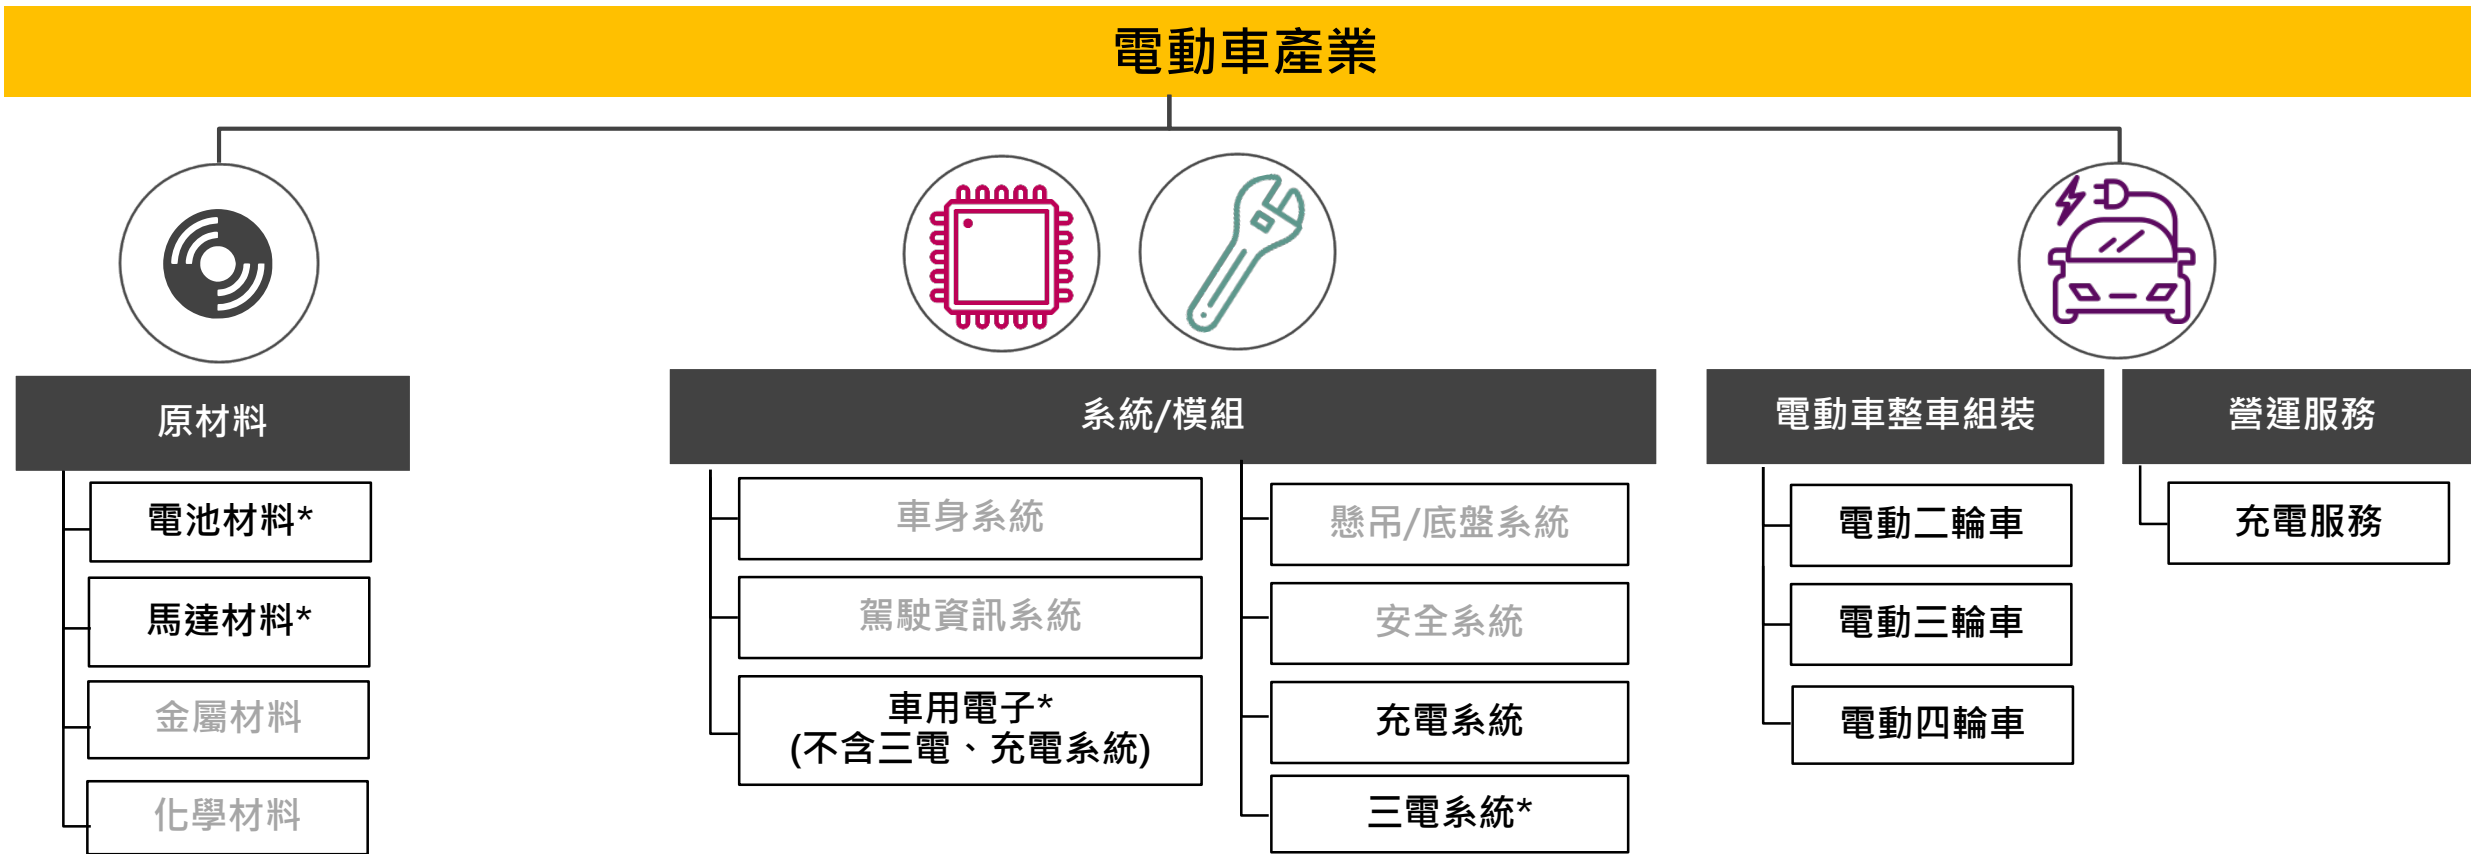 電動車產業
原材料
電池材料*
馬達材料*
金屬材料
化學材料
系統/模組
車身系統
駕駛資訊系統
車用電子*
(不含三電、充電系統)
懸吊/底盤系統
安全系統
充電系統
三電系統*
電動車整車組裝
電動二輪車
電動三輪車
電動四輪車
營運服務
充電服務